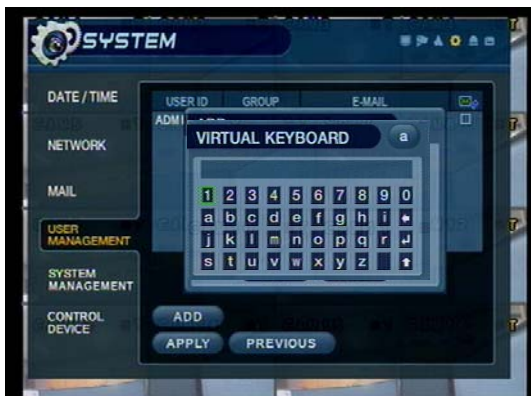 SYSTEM
DATE / TIME
NETWORK
MAIL
USER
MANAGEMENT
SYSTEM
MANAGEMENT
CONTROL
DEVICE
USER ID GROUP E-MAIL
VIRTUAL KEYBOARD a
1 2 3 4 5 6 7 8 9 0
a b c d e f g h i
j k l m n o p q r
s t u v w x y z
ADD
APPLY PREVIOUS